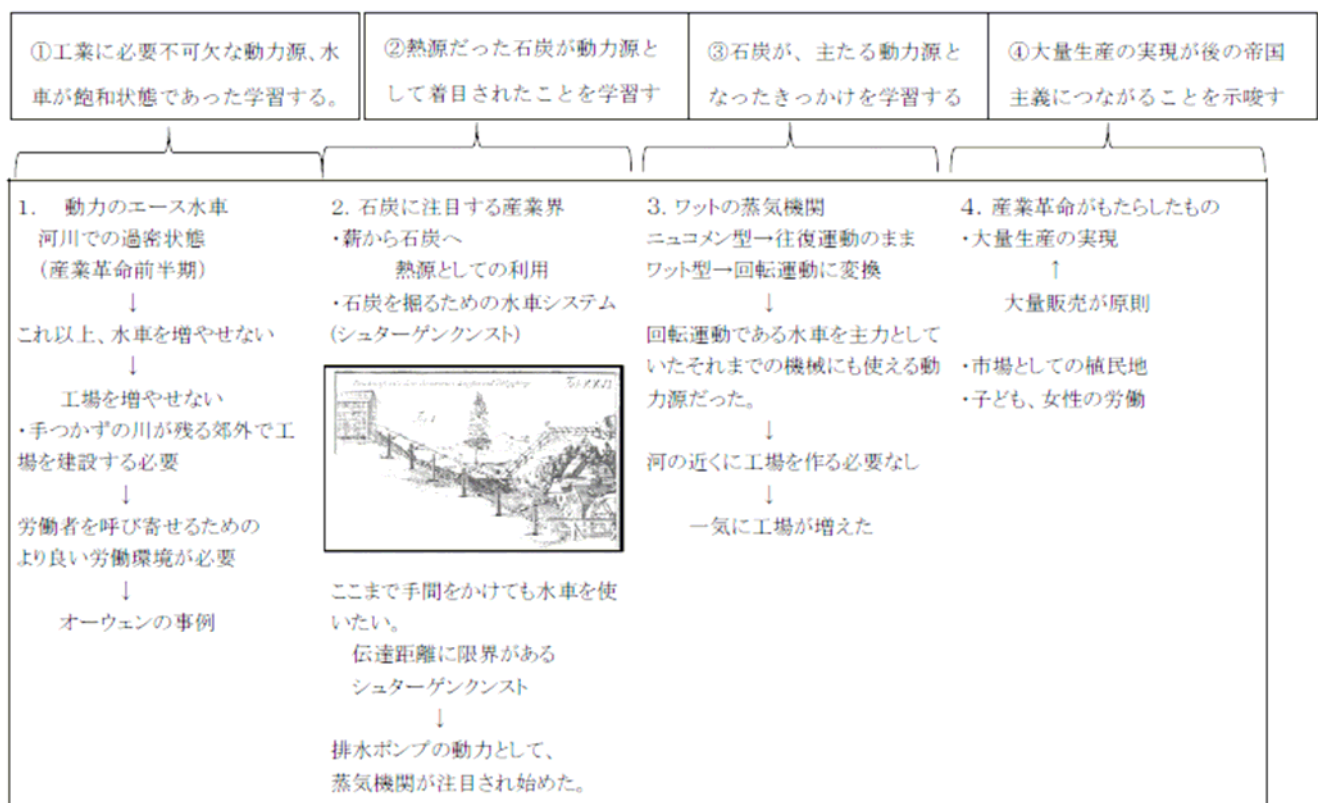 ①工業に必要不可欠な動力源、水
車が飽和状態であった学習する。
②熱源だった石炭が動力源と
して着目されたことを学習す
③石炭が、主たる動力源と
なったきっかけを学習する
④大量生産の実現が後の帝国
主義につながることを示唆す
1. 動力のエース水車
河川での過密状態
(産業革命前半期)
↓
これ以上、水車を増やせない
↓
工場を増やせない
・手つかずの川が残る郊外で工
場を建設する必要
↓
労働者を呼び寄せるための
より良い労働環境が必要
↓
オーウェンの事例
2. 石炭に注目する産業界
・薪から石炭へ
熱源としての利用
・石炭を掘るための水車システム
(シュターゲンクンスト)
ここまで手間をかけても水車を使
いたい。
伝達距離に限界がある
シュターゲンクンスト
↓
排水ポンプの動力として、
蒸気機関が注目され始めた。
3. ワットの蒸気機関
ニュコメン型→往復運動のまま
ワット型→回転運動に変換
↓
回転運動である水車を主力として
いたそれまでの機械にも使える動
力源だった。
↓
河の近くに工場を作る必要なし
↓
一気に工場が増えた
4. 産業革命がもたらしたもの
・大量生産の実現
↑
大量販売が原則
・市場としての植民地
・子ども、女性の労働